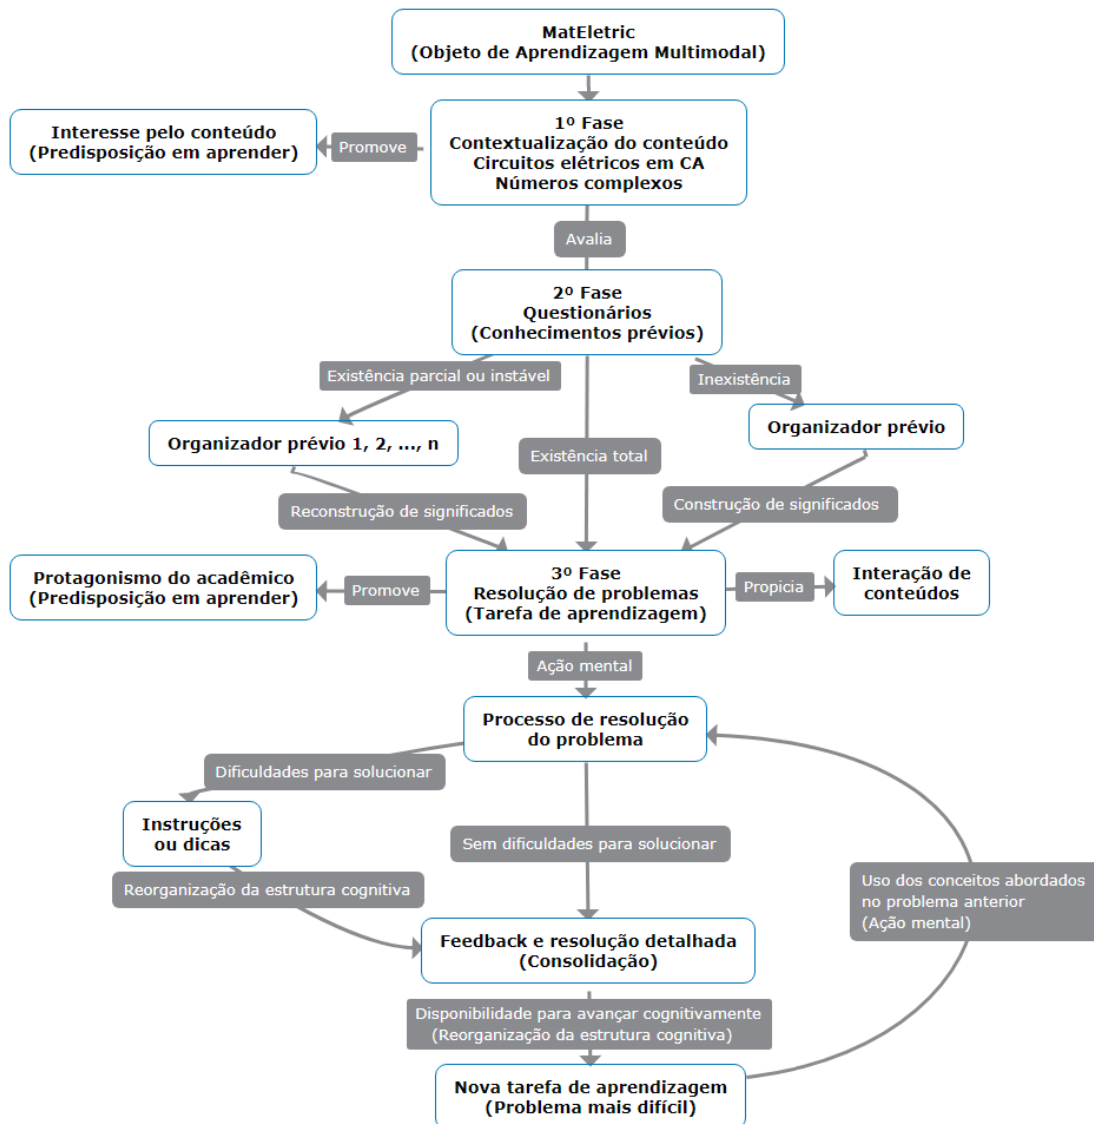 MatEletric
(Objeto de Aprendizagem Multimodal)
1º Fase
Contextualização do conteúdo
Circuitos elétricos em CA
Números complexos
Promove
Interesse pelo conteúdo
(Predisposição em aprender)
Avalia
2º Fase
Questionários
(Conhecimentos prévios)
Existência parcial ou instável
Inexistência
Organizador prévio 1, 2, ..., n
Organizador prévio
Existência total
Reconstrução de significados
Construção de significados
3º Fase
Resolução de problemas
(Tarefa de aprendizagem)
Promove
Protagonismo do acadêmico
(Predisposição em aprender)
Propicia
Interação de
conteúdos
Ação mental
Processo de resolução
do problema
Dificuldades para solucionar
Instruções
ou dicas
Sem dificuldades para solucionar
Reorganização da estrutura cognitiva
Uso dos conceitos abordados
no problema anterior
(Ação mental)
Feedback e resolução detalhada
(Consolidação)
Disponibilidade para avançar cognitivamente
(Reorganização da estrutura cognitiva)
Nova tarefa de aprendizagem
(Problema mais difícil)